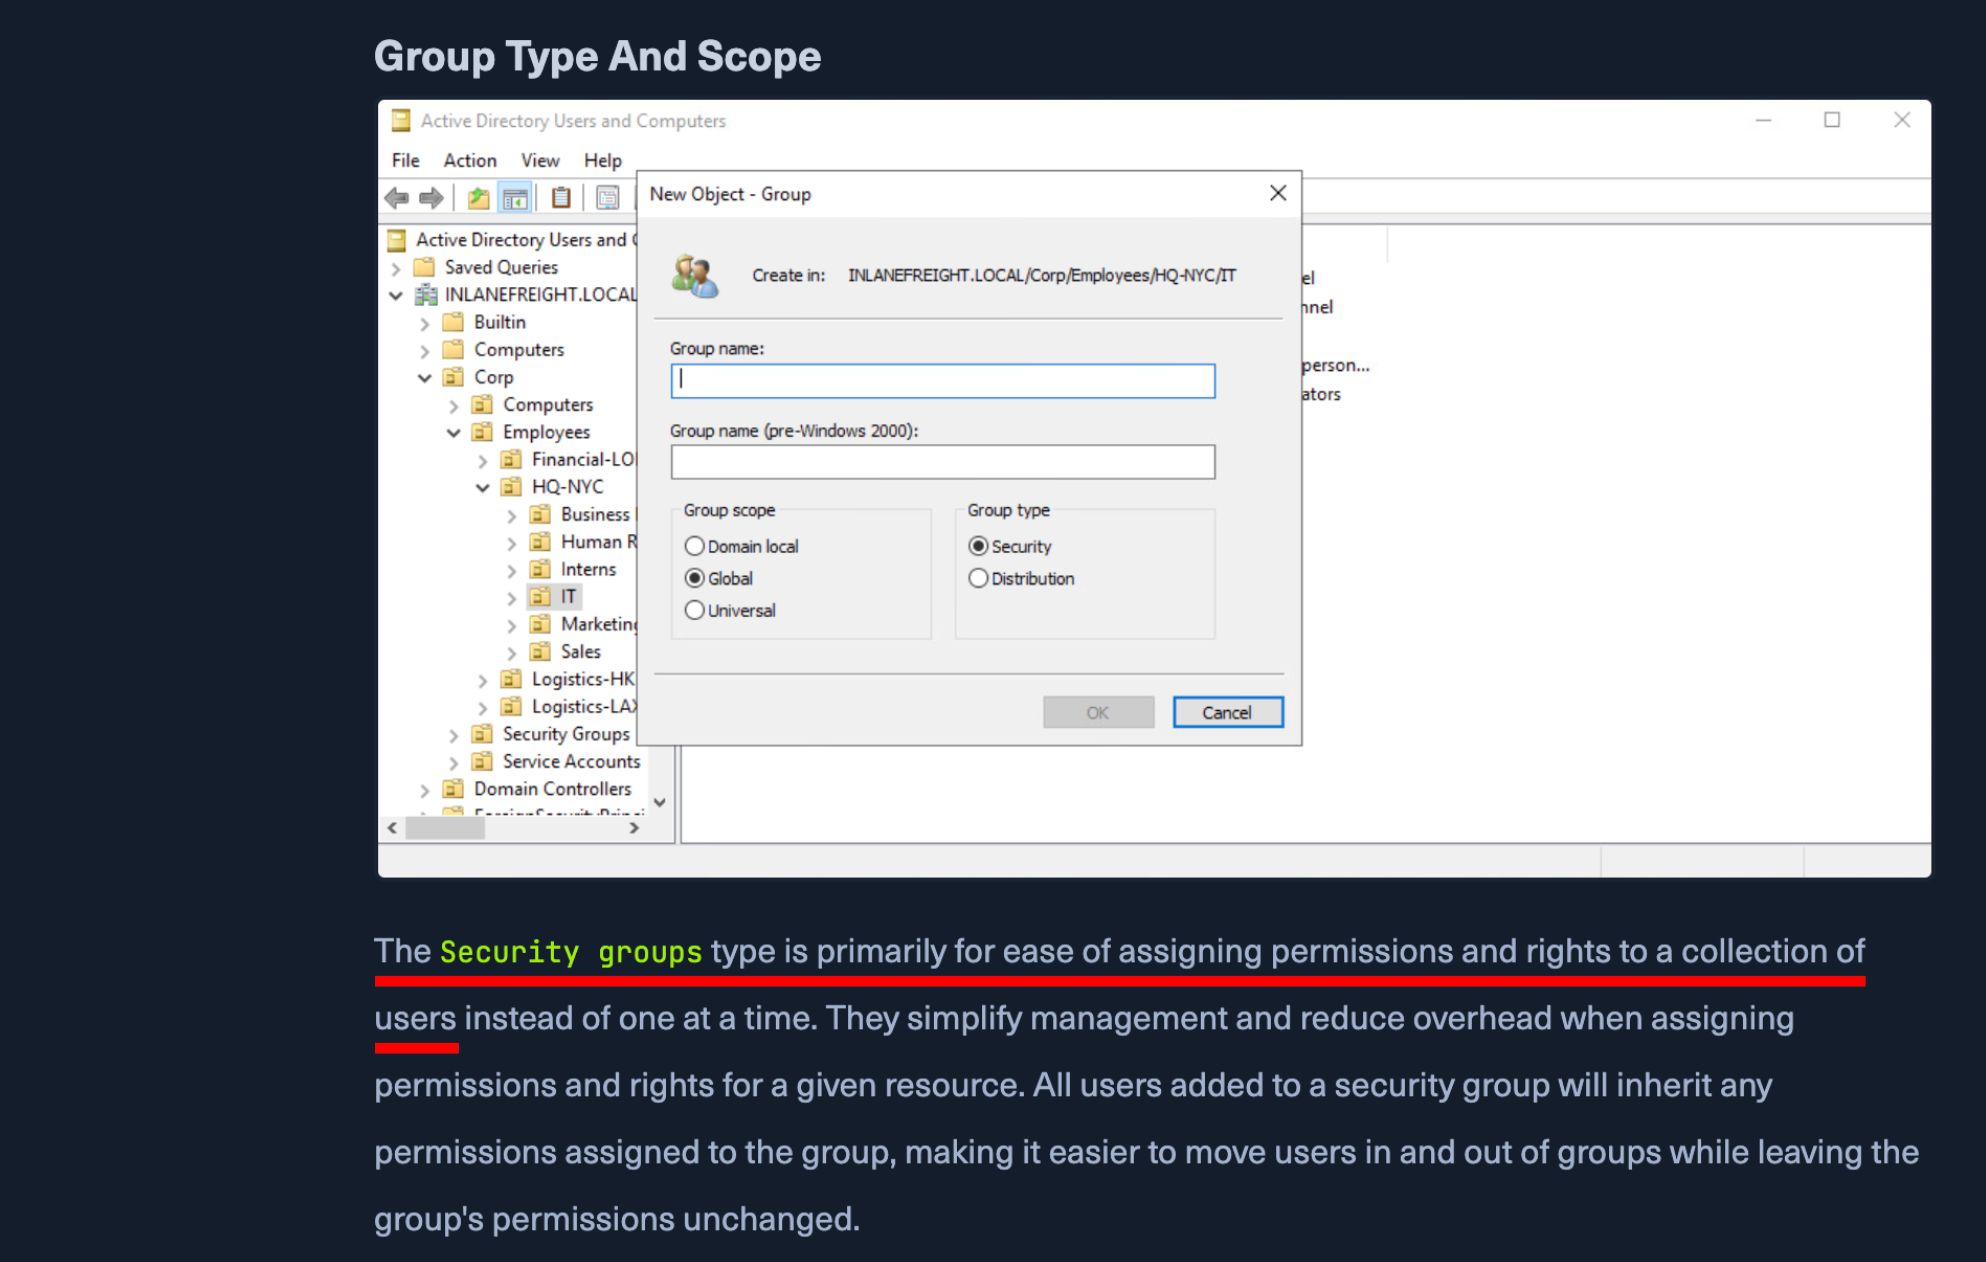 Group Type And Scope
Active Directory Users and Computers
File Action View Help
New Object - Group
Active Directory Users and
Saved Queries
INLANEFREIGHT.LOCAL
Builtin
Computers
Corp
Computers
Employees
Financial-LO
HQ-NYC
Business
Human R
Interns
IT
Marketing
Sales
Logistics-HK
Logistics-LAX
Security Groups
Service Accounts
Domain Controllers
Create in: INLANEFREIGHT.LOCAL/Corp/Employees/HQ-NYC/IT
Group name:
Group name (pre-Windows 2000):
Group scope
Domain local
Global
Universal
Group type
Security
Distribution
OK Cancel
el
nnel
person...
ators
The Security groups type is primarily for ease of assigning permissions and rights to a collection of
users instead of one at a time. They simplify management and reduce overhead when assigning
permissions and rights for a given resource. All users added to a security group will inherit any
permissions assigned to the group, making it easier to move users in and out of groups while leaving the
group's permissions unchanged.